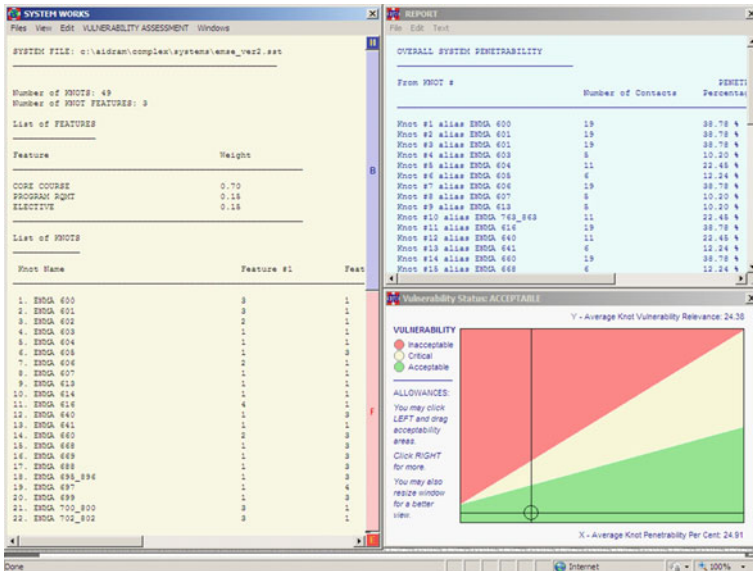 SYSTEM WORKS
Files View Edit VULNERABILITY ASSESSMENT Windows
SYSTEM FILE: c:\aidram\complex\systems\emse_ver2.sst
Number of KNOTS: 49
Number of KNOT FEATURES: 3
List of FEATURES
Feature Weight
CORE COURSE 0.70
PROGRAM RQMT 0.15
ELECTIVE 0.15
List of KNOTS
Knot Name Feature #1 Feat
1. ENMA 600 3 1
2. ENMA 601 3 1
3. ENMA 602 2 1
4. ENMA 603 1 1
5. ENMA 604 1 1
6. ENMA 605 1 3
7. ENMA 606 2 1
8. ENMA 607 1 1
9. ENMA 613 1 1
10. ENMA 614 1 1
11. ENMA 616 4 1
12. ENMA 640 1 3
13. ENMA 641 1 1
14. ENMA 660 2 3
15. ENMA 668 1 3
16. ENMA 669 1 3
17. ENMA 688 1 3
18. ENMA 695_896 1 3
19. ENMA 697 1
20. ENMA 699 1 3
21. ENMA 700_800 3 1
22. ENMA 702_802 3 1
B
F
REPORT
File Edit Text
OVERALL SYSTEM PENETRABILITY
From KNOT # PENETR
Number of Contacts Percenta
Knot #1 alias ENMA 600 19 38.78 %
Knot #2 alias ENMA 601 19 38.78 %
Knot #3 alias ENMA 601 19 38.78 %
Knot #4 alias ENMA 603 5 10.20 %
Knot #5 alias ENMA 604 11 22.45 %
Knot #6 alias ENMA 605 6 12.24 %
Knot #7 alias ENMA 606 19 38.78 %
Knot #8 alias ENMA 607 5 10.20 %
Knot #9 alias ENMA 613 5 10.20 %
Knot #10 alias ENMA 763_863 11 22.45 %
Knot #11 alias ENMA 616 19 38.78 %
Knot #12 alias ENMA 640 11 22.45 %
Knot #13 alias ENMA 641 6 12.24 %
Knot #14 alias ENMA 660 19 38.78 %
Knot #15 alias ENMA 668 6 12.24 %
Vulnerability Status: ACCEPTABLE
Y - Average Knot Vulnerability Relevance: 24.38
VULNERABILITY
Inacceptable
Critical
Acceptable
ALLOWANCES:
You may click
LEFT and drag
acceptability
areas.
Click RIGHT
for more.
You may also
resize window
for a better
view.
X - Average Knot Penetrability Per Cent: 24.91
Done Internet 100%